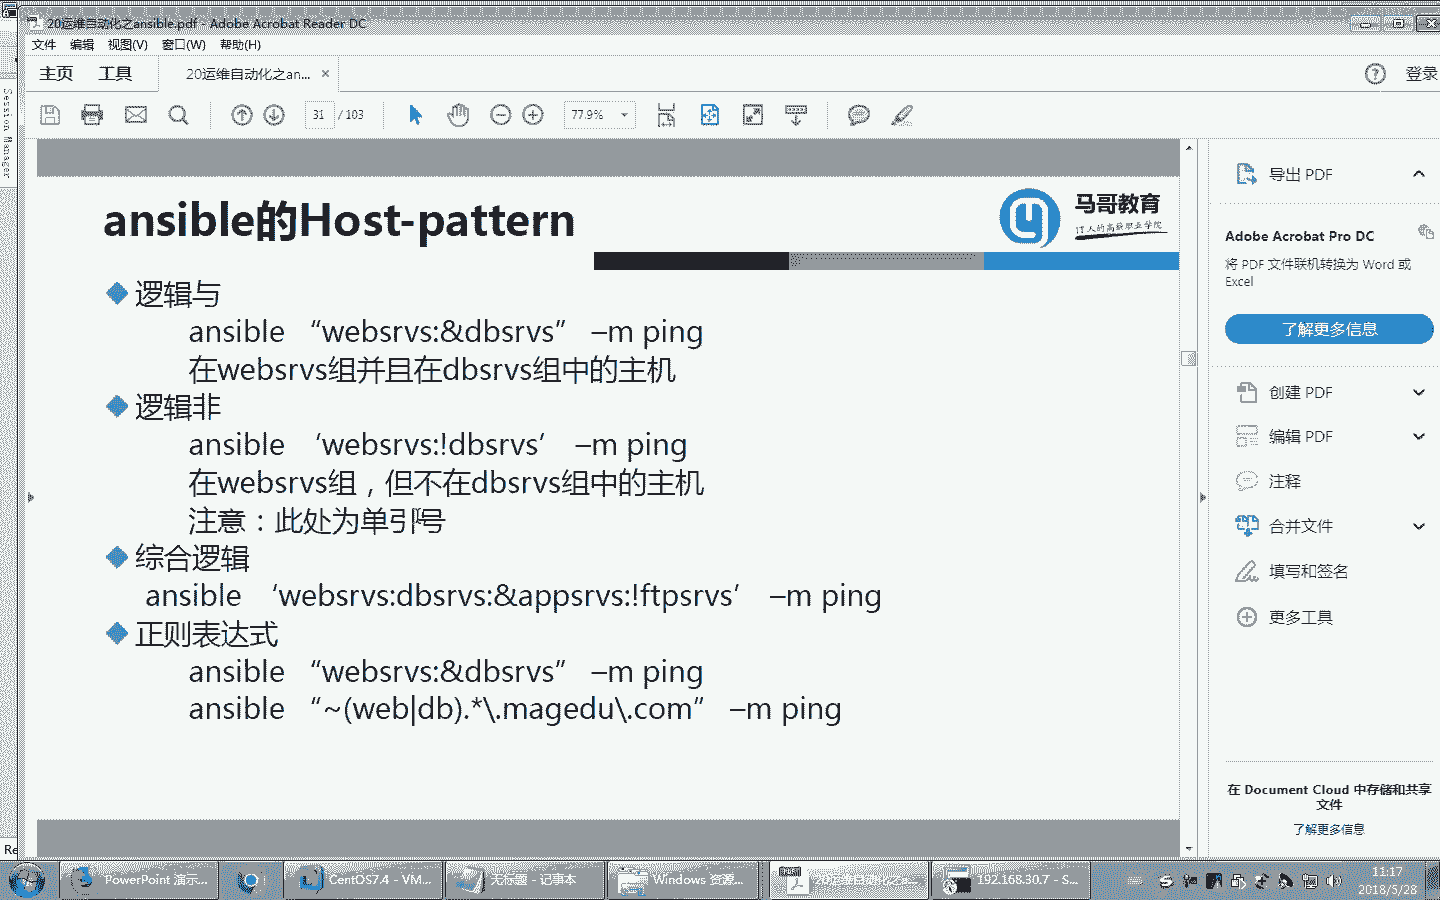 20运维自动化之ansible.pdf - Adobe Acrobat Reader DC
文件 编辑 视图(V) 窗口(W) 帮助(H)
主页 工具 20运维自动化之an... × 登录
31 / 103 77.9%
Session Manager
ansible的Host-pattern
马哥教育
IT人的高薪职业学院
逻辑与
ansible “websrvs:&dbsrvs” –m ping
在websrvs组并且在dbsrvs组中的主机
逻辑非
ansible ‘websrvs:!dbsrvs’ –m ping
在websrvs组，但不在dbsrvs组中的主机
注意：此处为单引号
综合逻辑
ansible ‘websrvs:dbsrvs:&appsrvs:!ftpsrvs’ –m ping
正则表达式
ansible “websrvs:&dbsrvs” –m ping
ansible “~(web|db).*\.magedu\.com” –m ping
导出 PDF
Adobe Acrobat Pro DC
将 PDF 文件联机转换为 Word 或
Excel
了解更多信息
创建 PDF
编辑 PDF
注释
合并文件
填写和签名
更多工具
在 Document Cloud 中存储和共享
文件
了解更多信息
Re
PowerPoint 演示... CentOS7.4 - VM... 无标题 - 记事本 Windows 资源... 20运维自动化之a... 192.168.30.7 - S...
11:17
2018/5/28